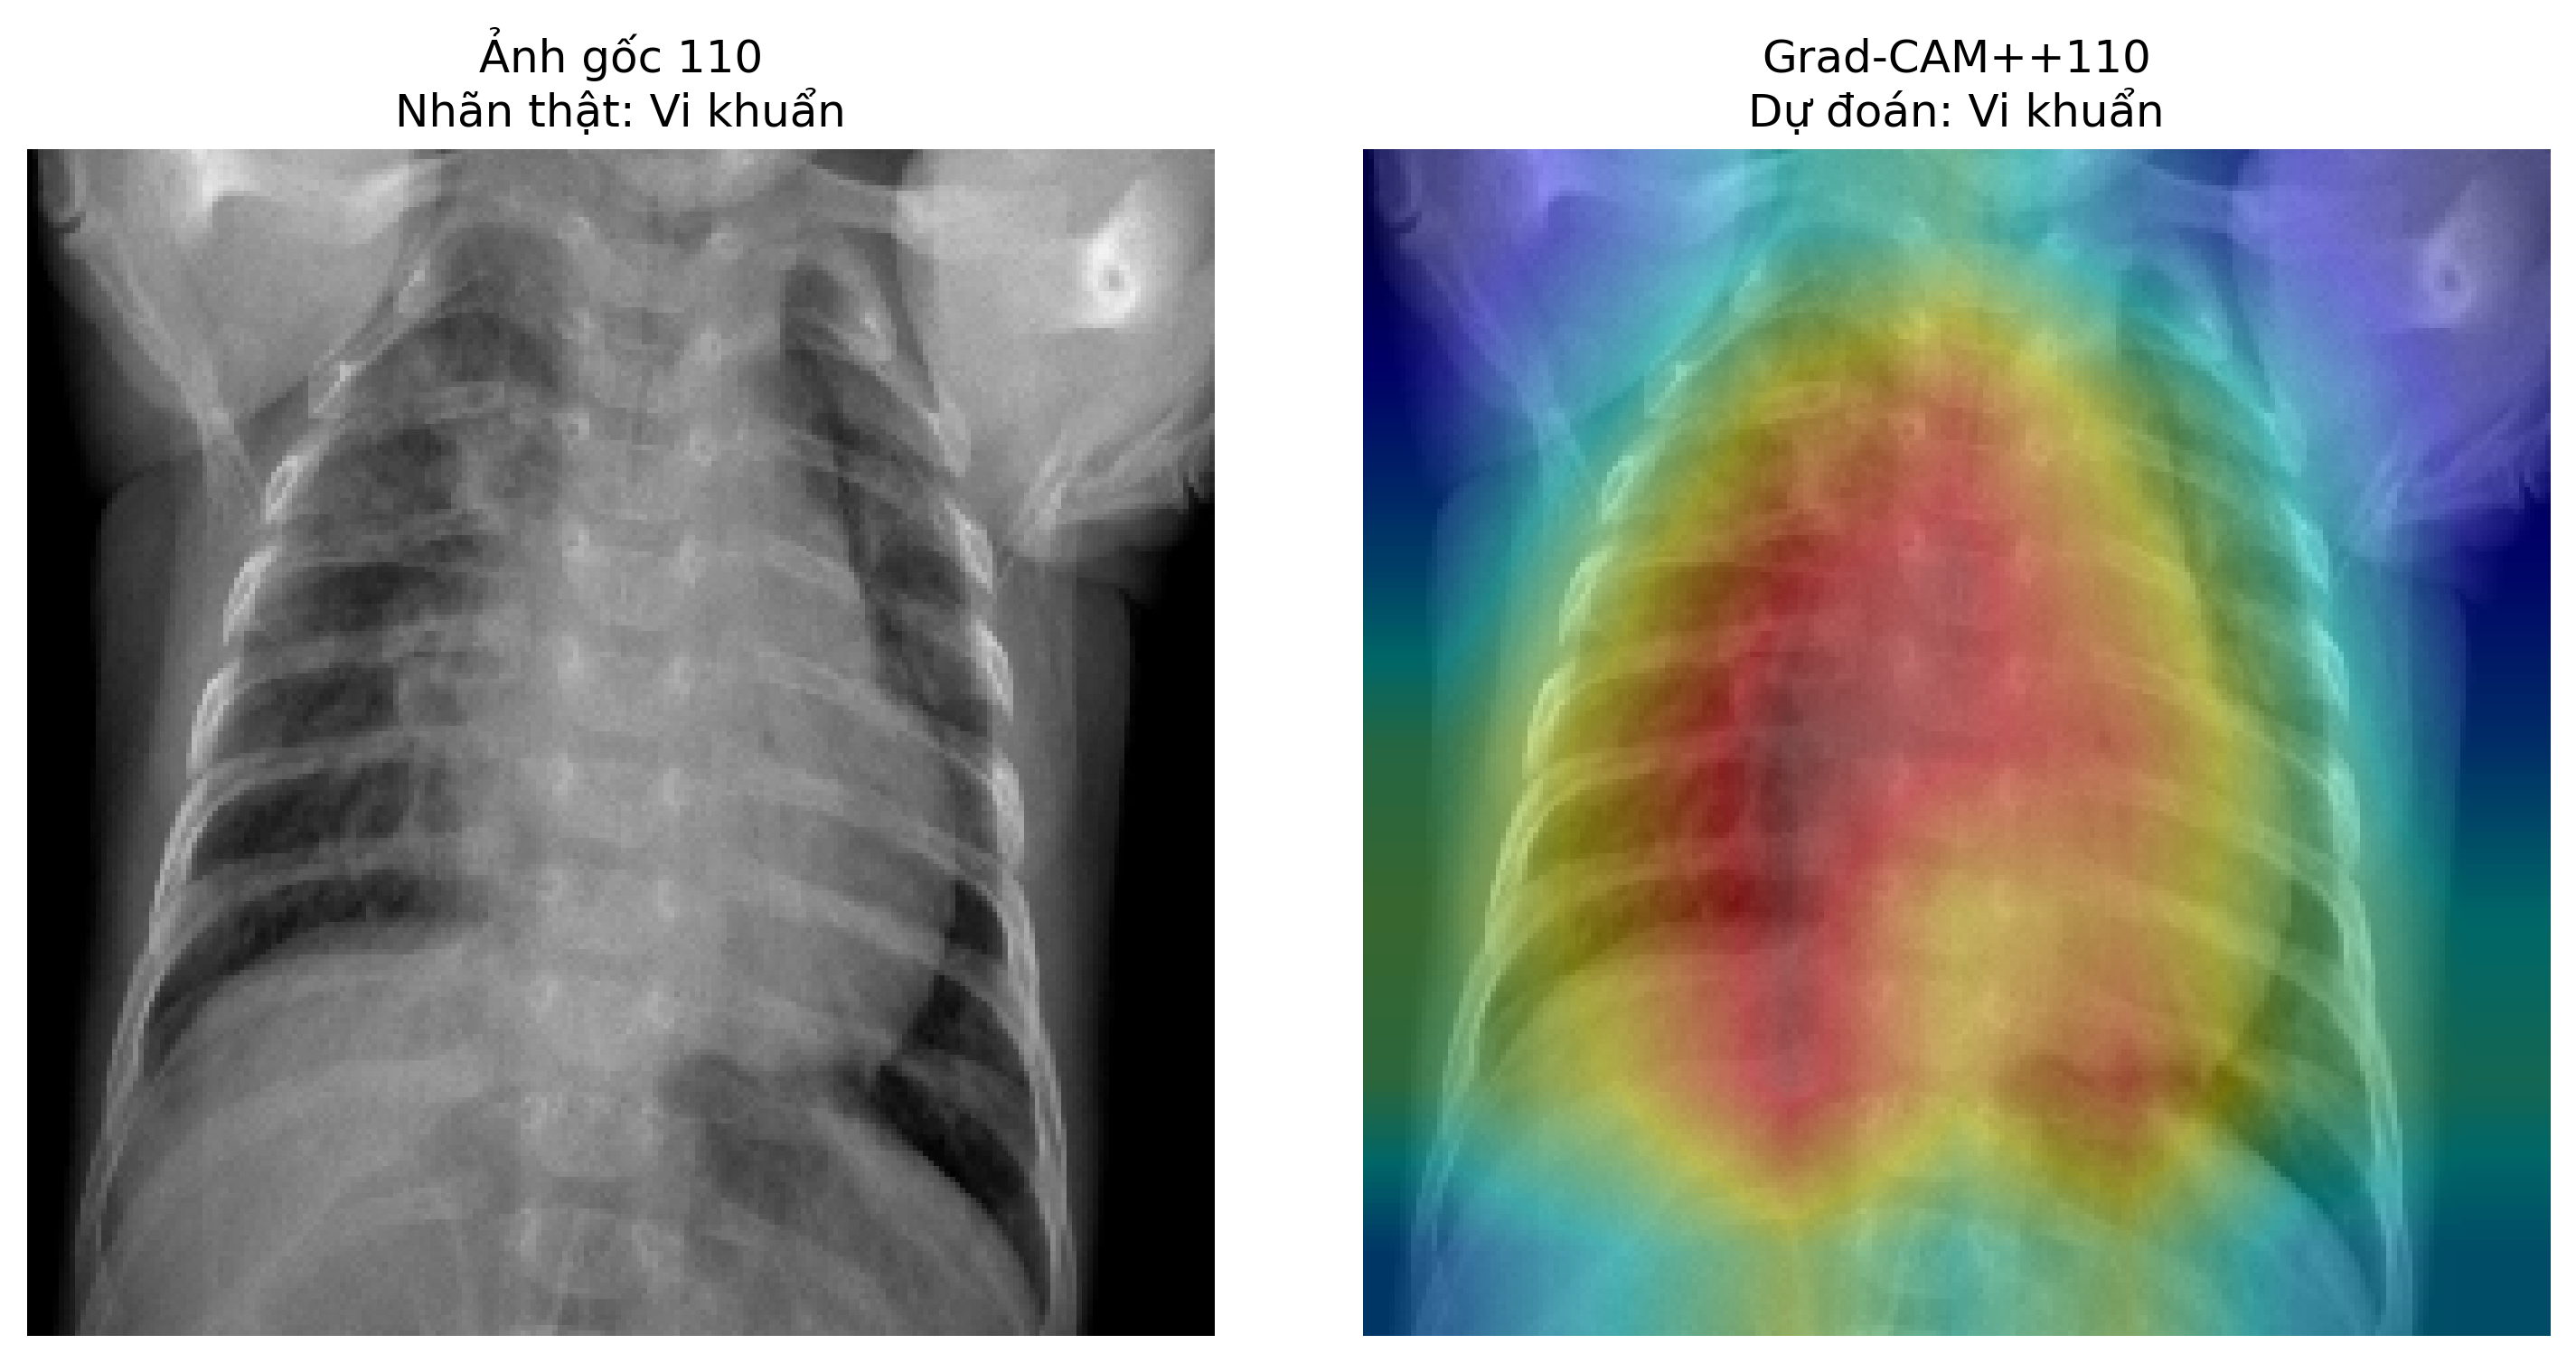 Ảnh gốc 110
Nhãn thật: Vi khuẩn
Grad-CAM++110
Dự đoán: Vi khuẩn